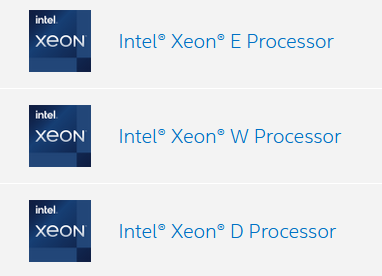 intel.
xeon
Intel® Xeon® E Processor
intel.
xeon
Intel® Xeon® W Processor
intel.
xeon
Intel® Xeon® D Processor